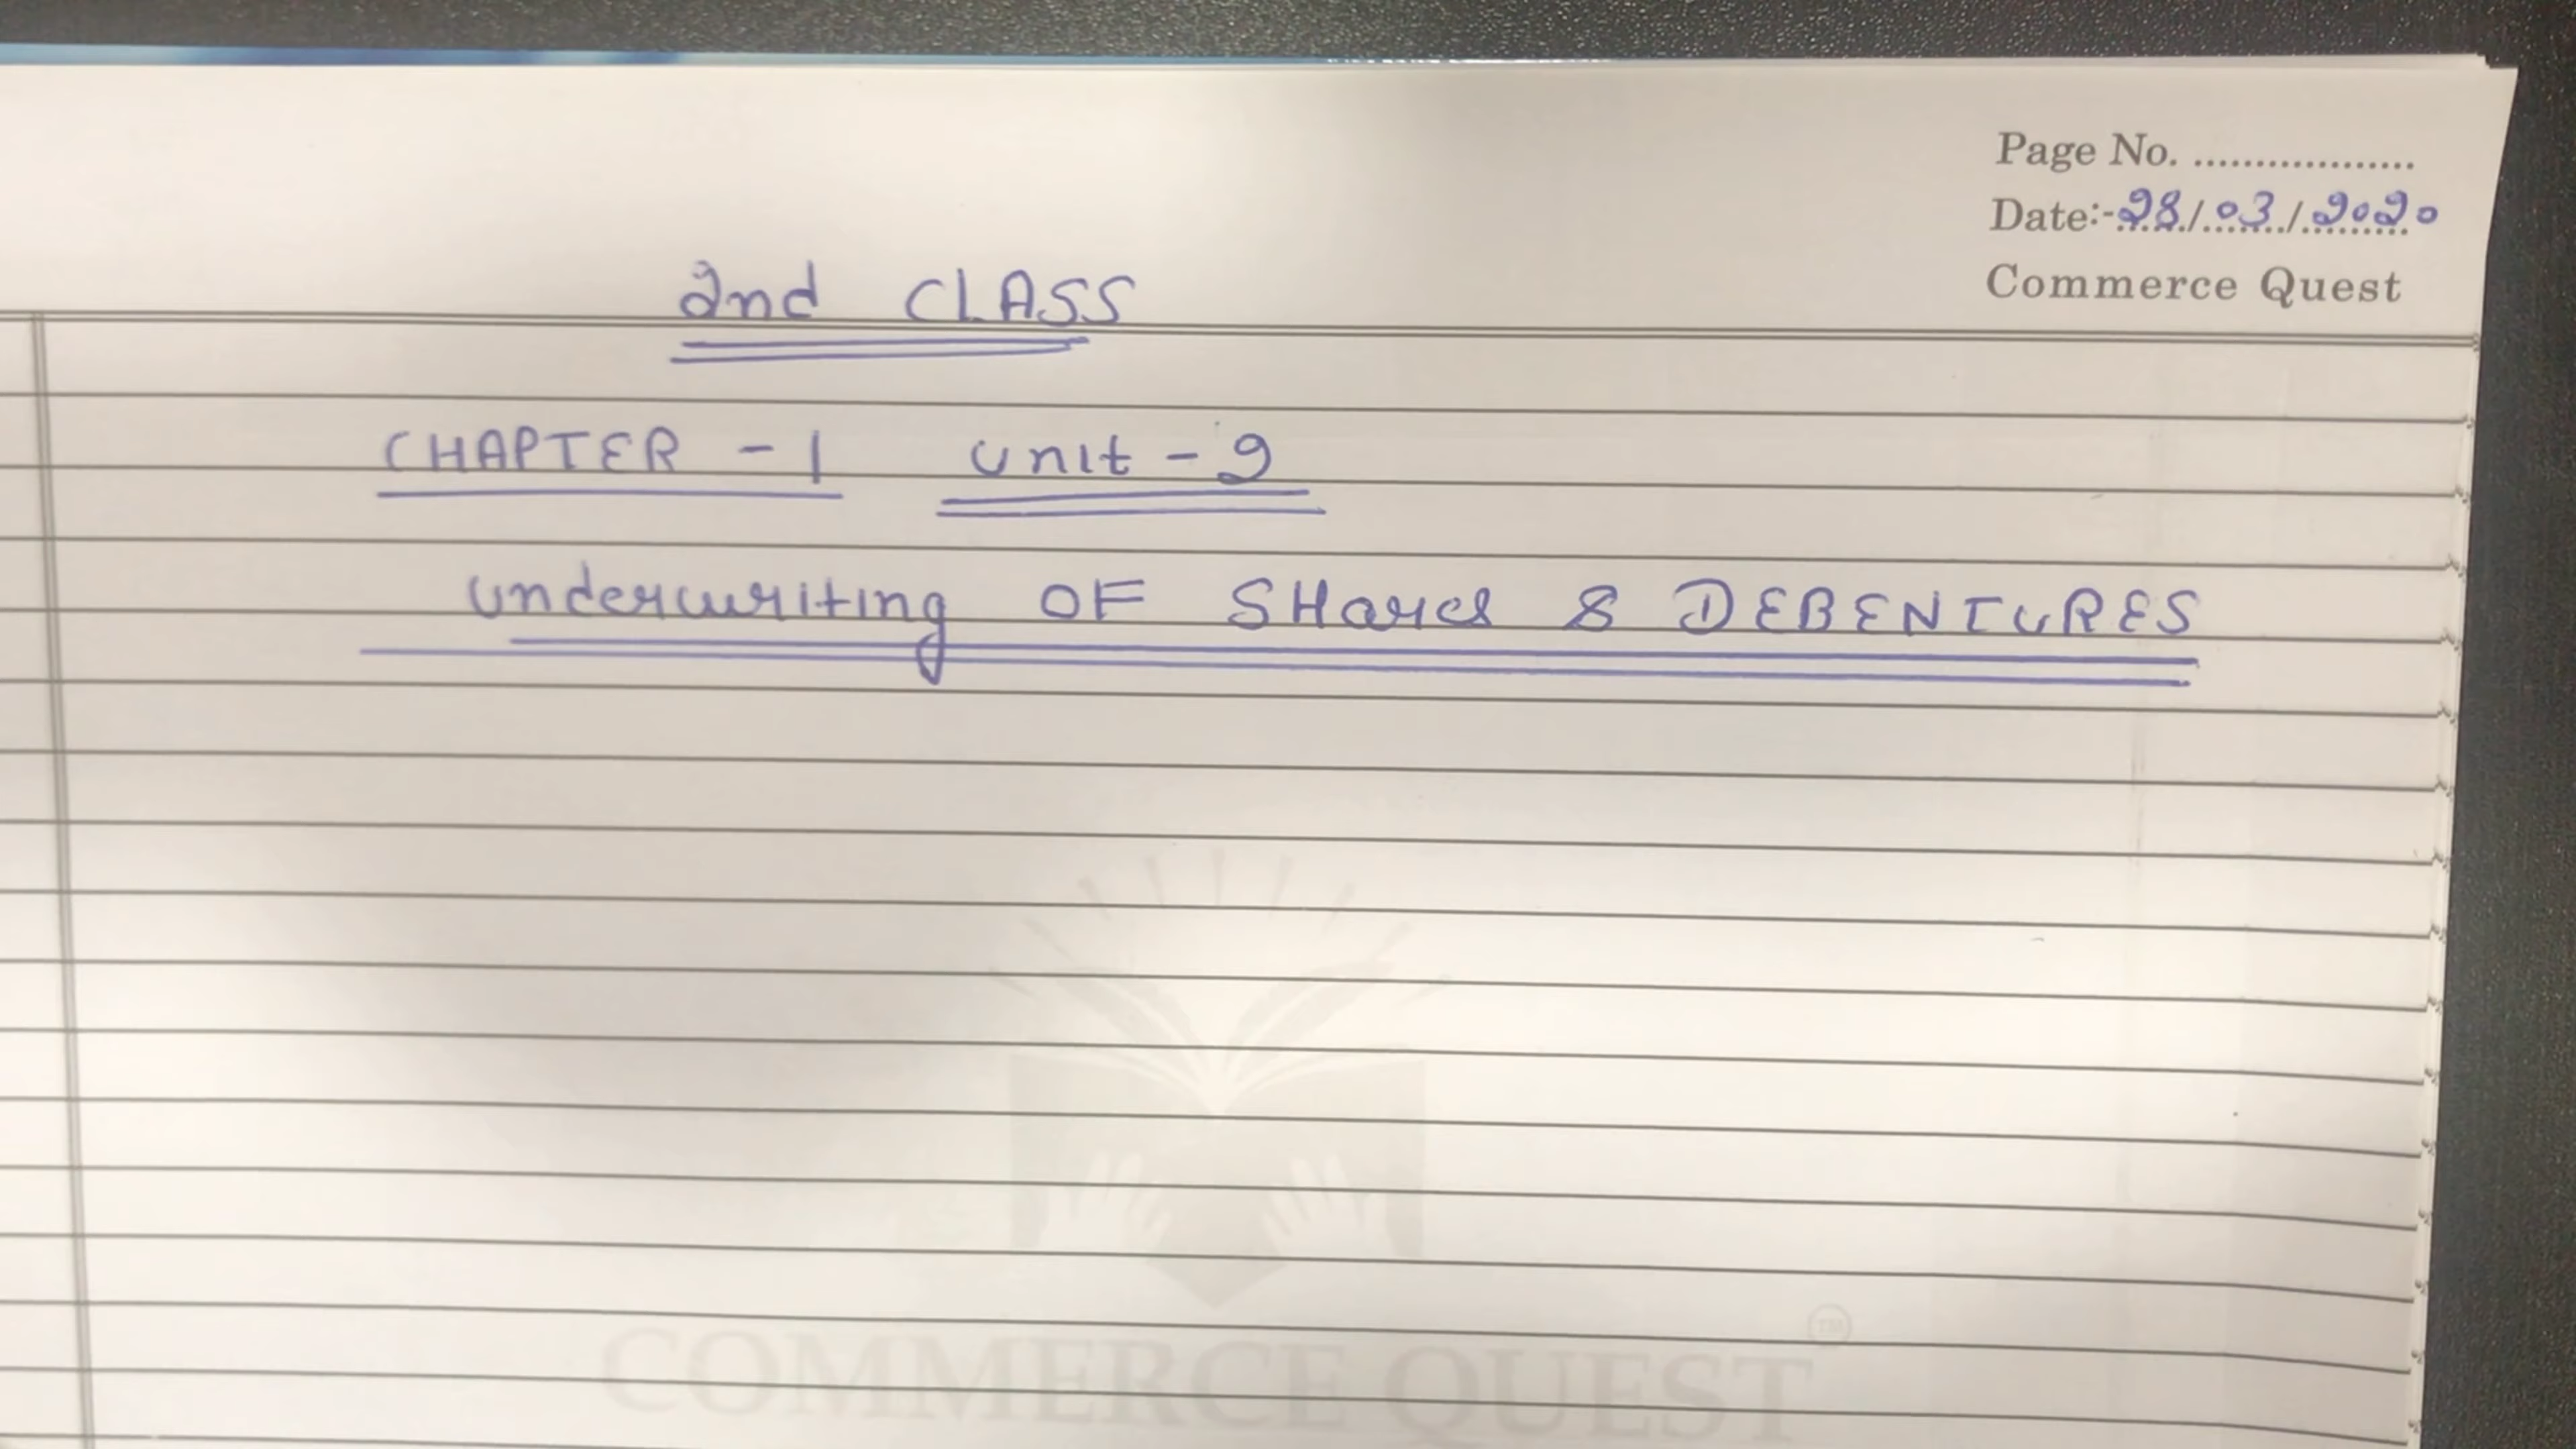 Page No. ..................
Date:-28/03/2020
Commerce Quest
2nd CLASS
CHAPTER - 1 Unit - 2
Underwriting OF SHares & DEBENTURES
COMMERCE QUEST TM